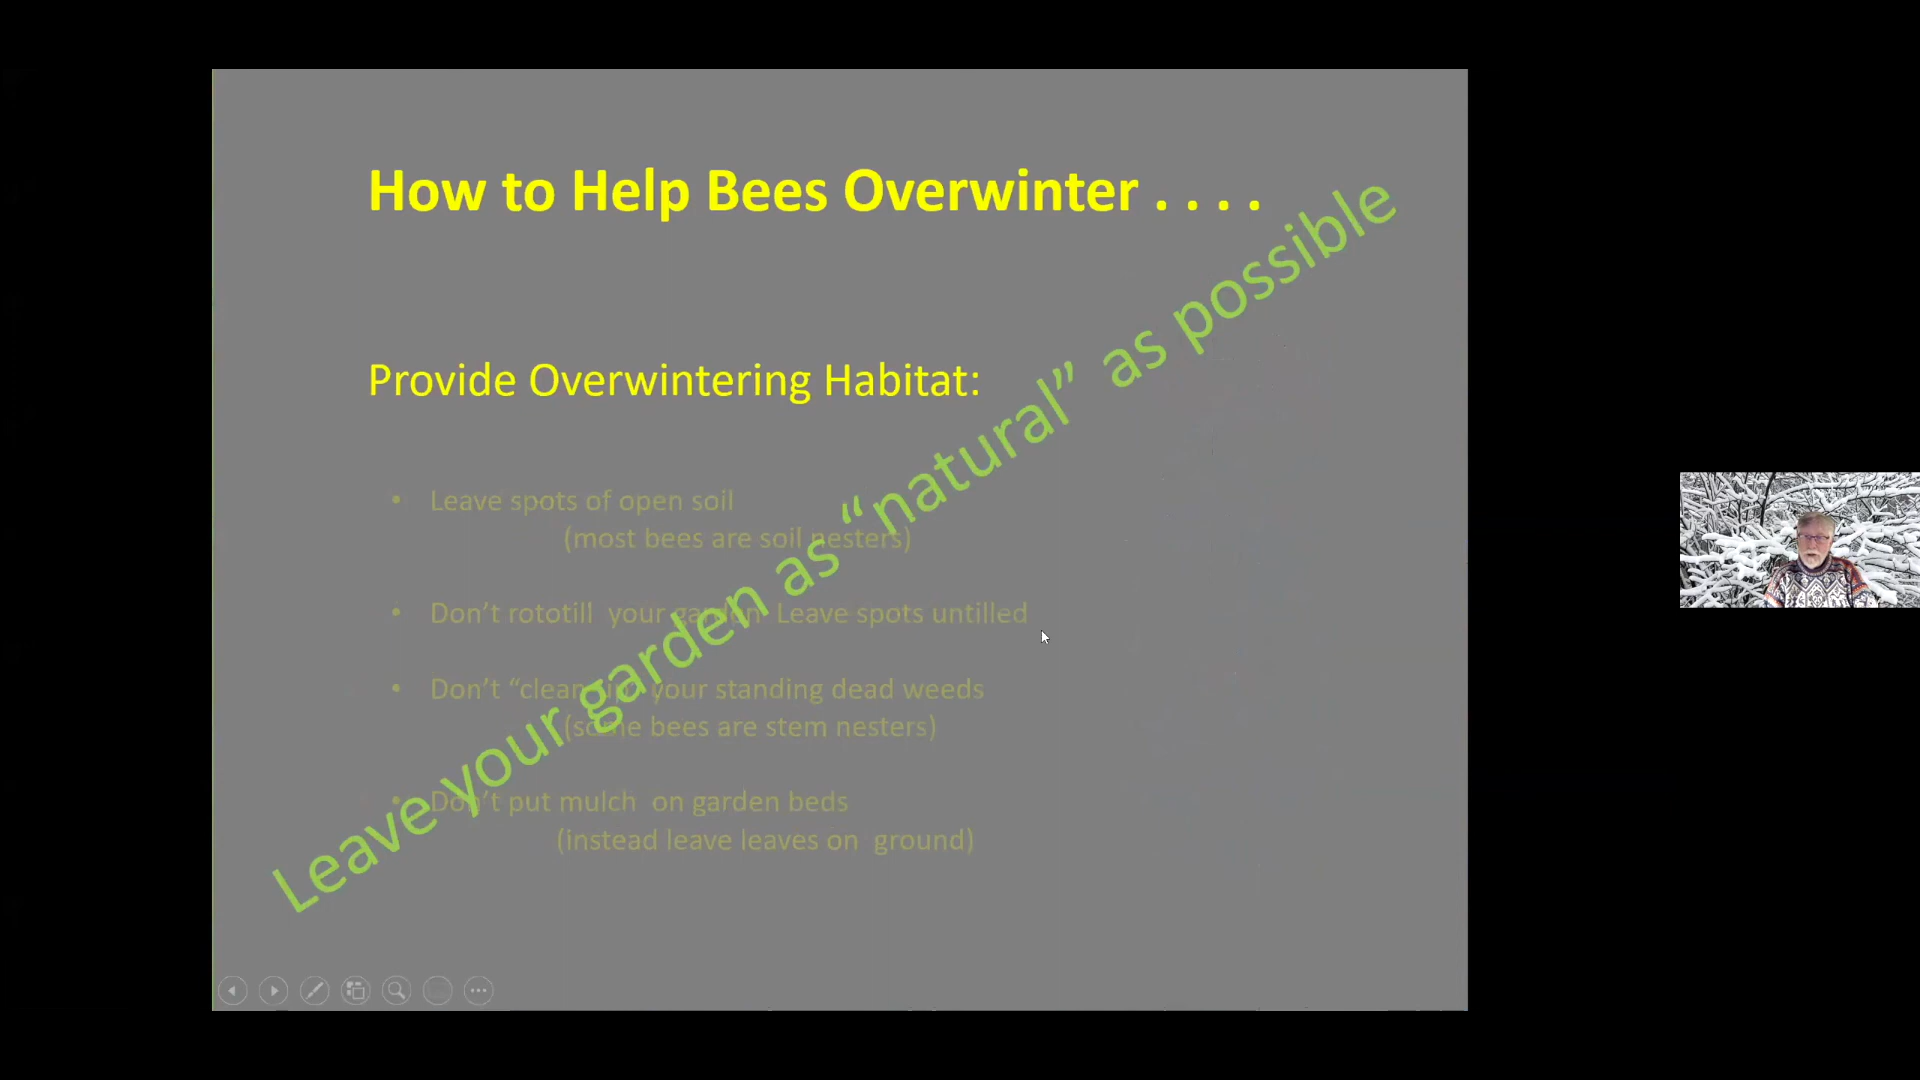 How to Help Bees Overwinter . . . .
Provide Overwintering Habitat:
• Leave spots of open soil
(most bees are soil nesters)
• Don’t rototill your garden Leave spots untilled
• Don’t “clean up” your standing dead weeds
(some bees are stem nesters)
• Don’t put mulch on garden beds
(instead leave leaves on ground)
Leave your garden as “natural” as possible